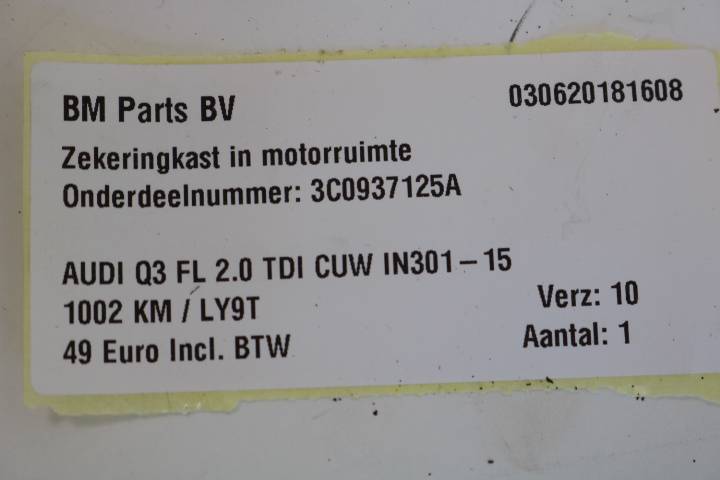 BM Parts BV
030620181608
Zekeringkast in motorruimte
Onderdeelnummer: 3C0937125A
AUDI Q3 FL 2.0 TDI CUW IN301-15
1002 KM / LY9T
Verz: 10
49 Euro Incl. BTW
Aantal: 1